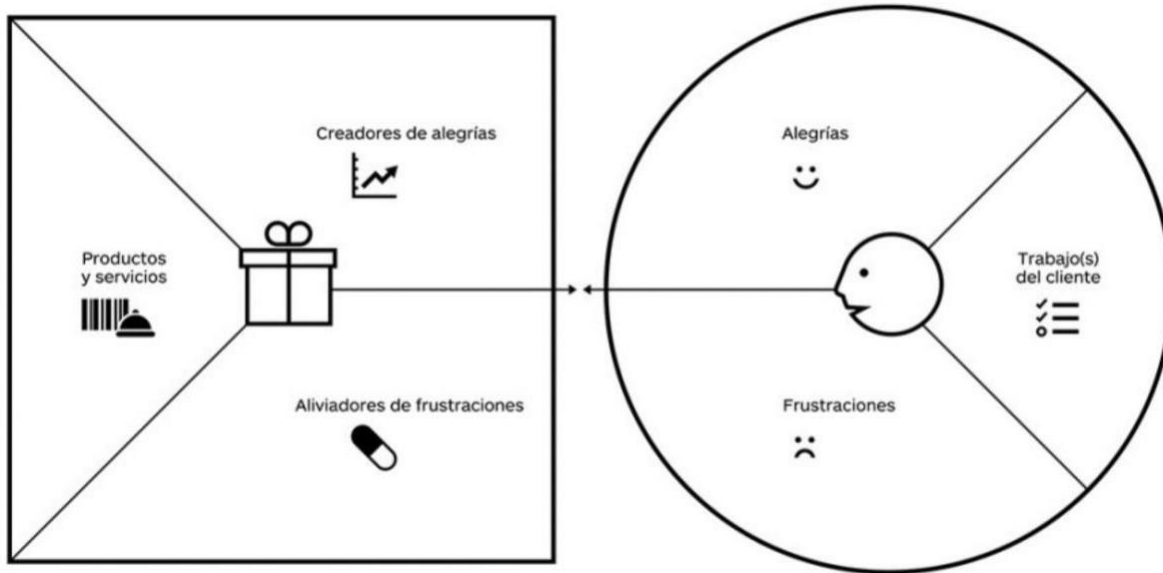 Creadores de alegrías
Productos
y servicios
Aliviadores de frustraciones
Alegrías
Trabajo(s)
del cliente
Frustraciones